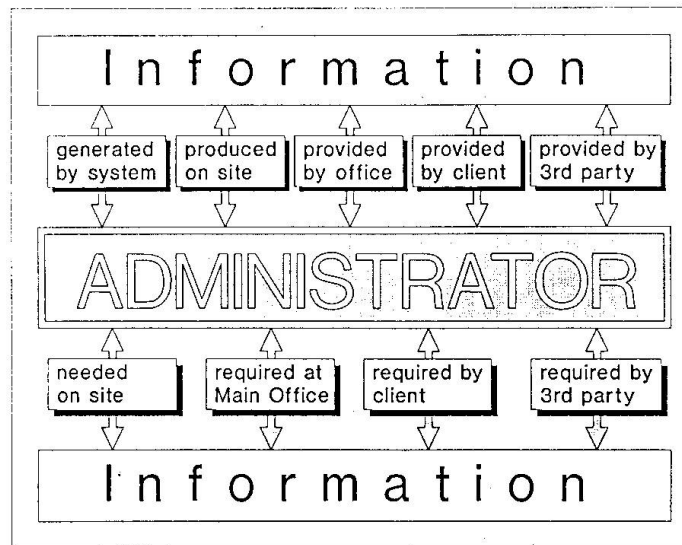 Information
generated by system
produced on site
provided by office
provided by client
provided by 3rd party
ADMINISTRATOR
needed on site
required at Main Office
required by client
required by 3rd party
Information